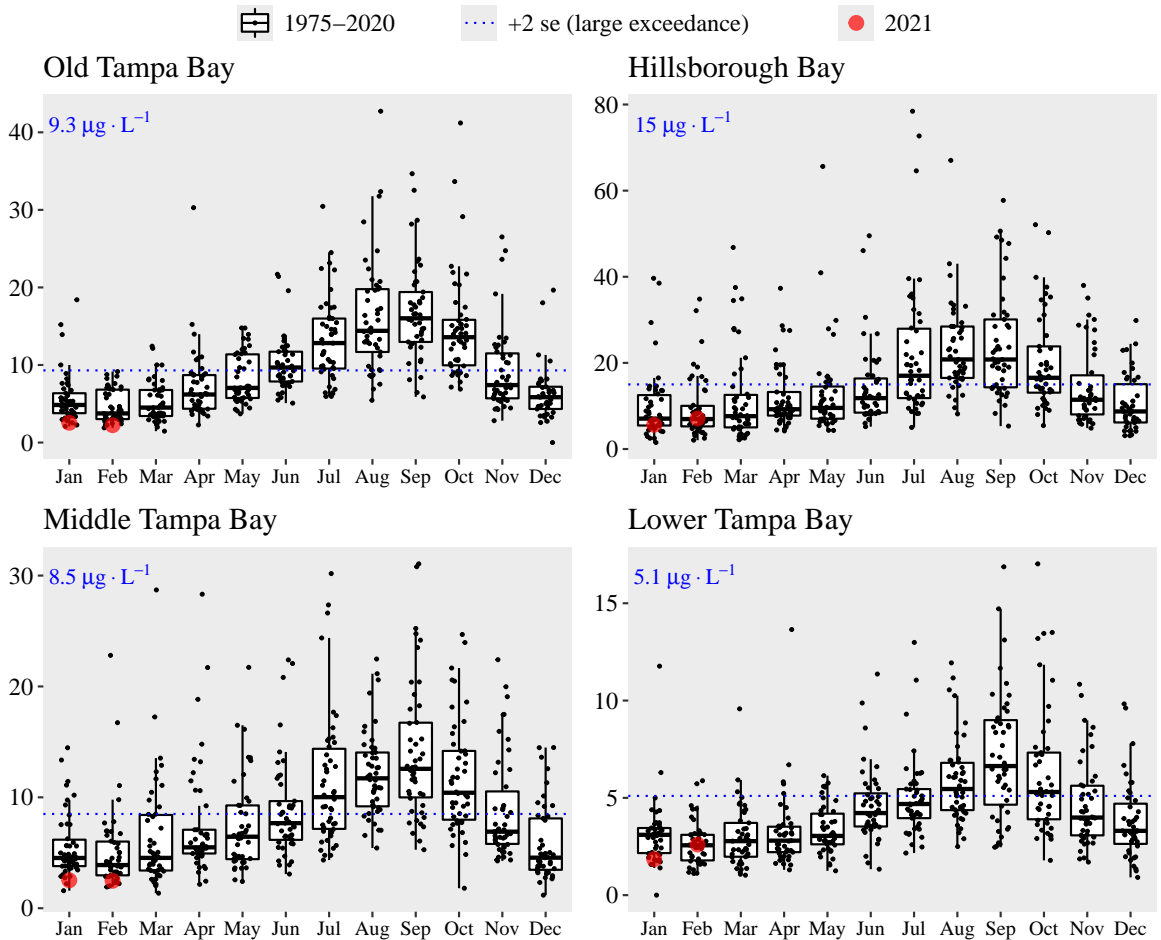 1975–2020 +2 se (large exceedance) 2021
Old Tampa Bay
9.3 μg · L⁻¹
40
30
20
10
0
Jan Feb Mar Apr May Jun Jul Aug Sep Oct Nov Dec
Hillsborough Bay
15 μg · L⁻¹
80
60
40
20
0
Jan Feb Mar Apr May Jun Jul Aug Sep Oct Nov Dec
Middle Tampa Bay
8.5 μg · L⁻¹
30
20
10
0
Jan Feb Mar Apr May Jun Jul Aug Sep Oct Nov Dec
Lower Tampa Bay
5.1 μg · L⁻¹
15
10
5
0
Jan Feb Mar Apr May Jun Jul Aug Sep Oct Nov Dec